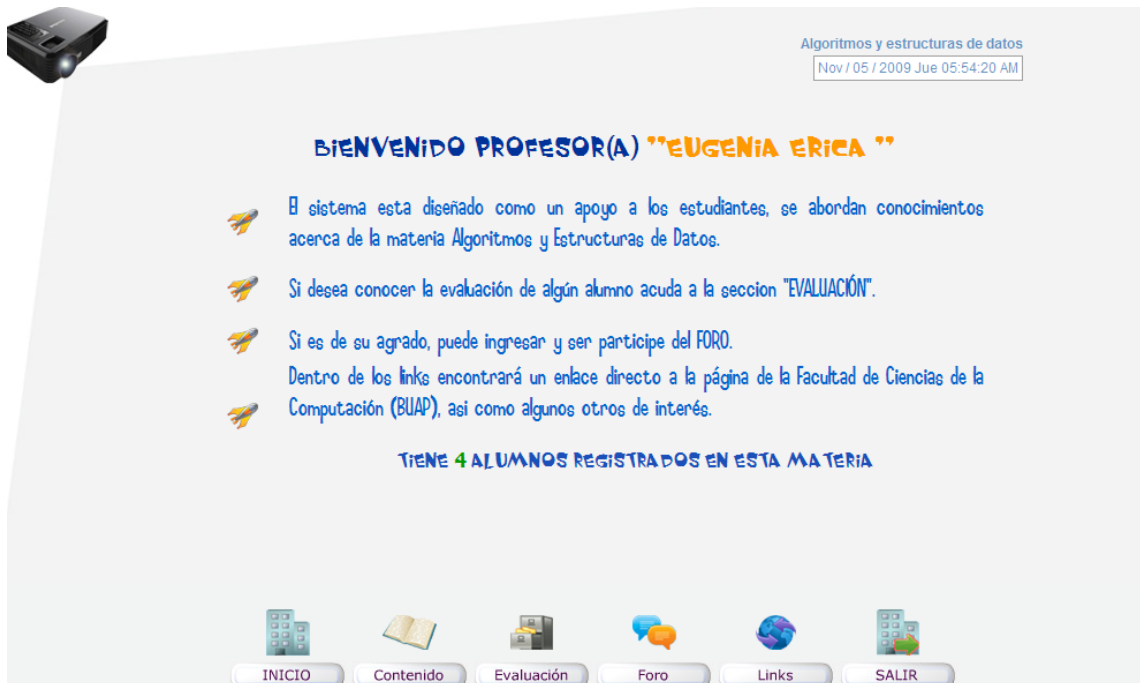 Algoritmos y estructuras de datos
Nov / 05 / 2009 Jue 05:54:20 AM
BIENVENIDO PROFESOR(A) "EUGENIA ERICA "
El sistema esta diseñado como un apoyo a los estudiantes, se abordan conocimientos
acerca de la materia Algoritmos y Estructuras de Datos.
Si desea conocer la evaluación de algún alumno acuda a la seccion "EVALUACIÓN".
Si es de su agrado, puede ingresar y ser participe del FORO.
Dentro de los links encontrará un enlace directo a la página de la Facultad de Ciencias de la
Computación (BUAP), asi como algunos otros de interés.
TIENE 4 ALUMNOS REGISTRADOS EN ESTA MATERIA
INICIO Contenido Evaluación Foro Links SALIR